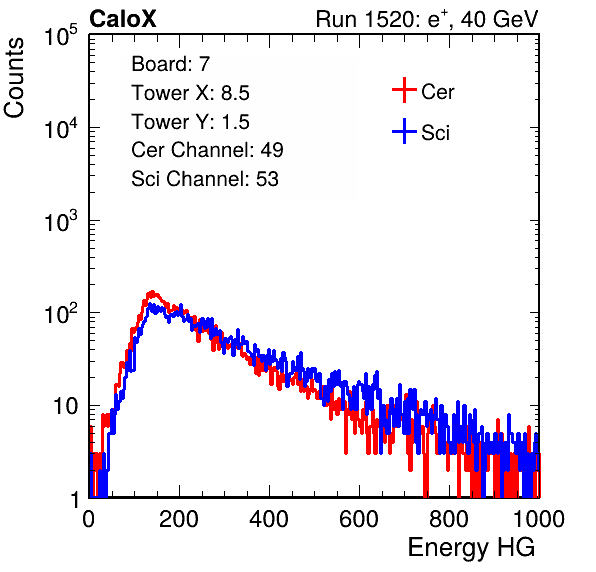 CaloX Run 1520: e⁺, 40 GeV
Counts
Board: 7
Tower X: 8.5
Tower Y: 1.5
Cer Channel: 49
Sci Channel: 53
Cer
Sci
10⁵
10⁴
10³
10²
10
1
0 200 400 600 800 1000
Energy HG